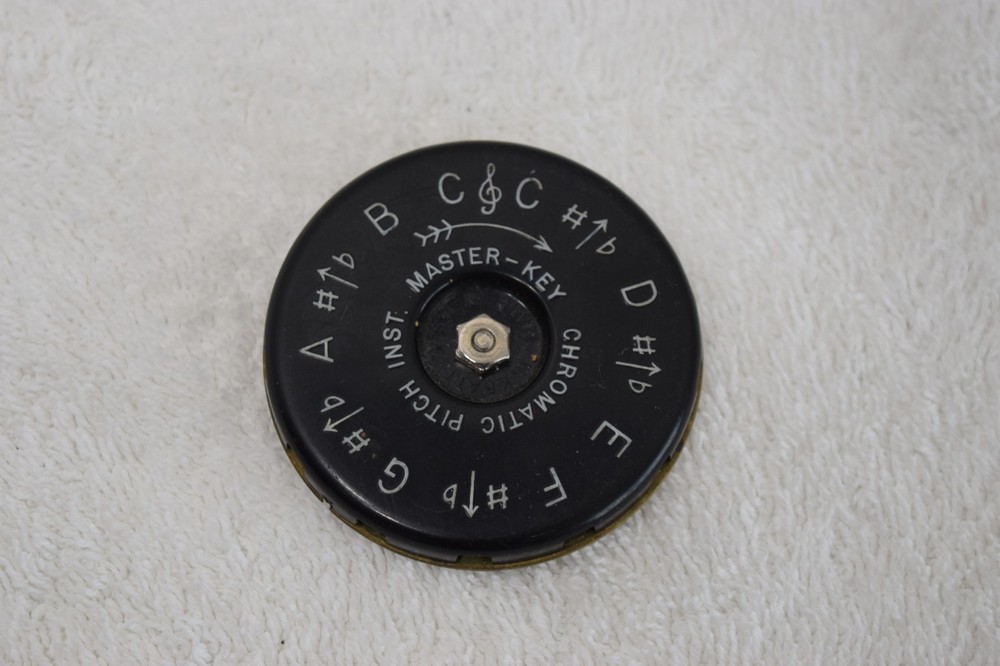 C 𝄞 C #↑♭ D #↑♭ E F #↑♭ G #↑♭ A #↑♭ B
MASTER-KEY
CHROMATIC PITCH INST.